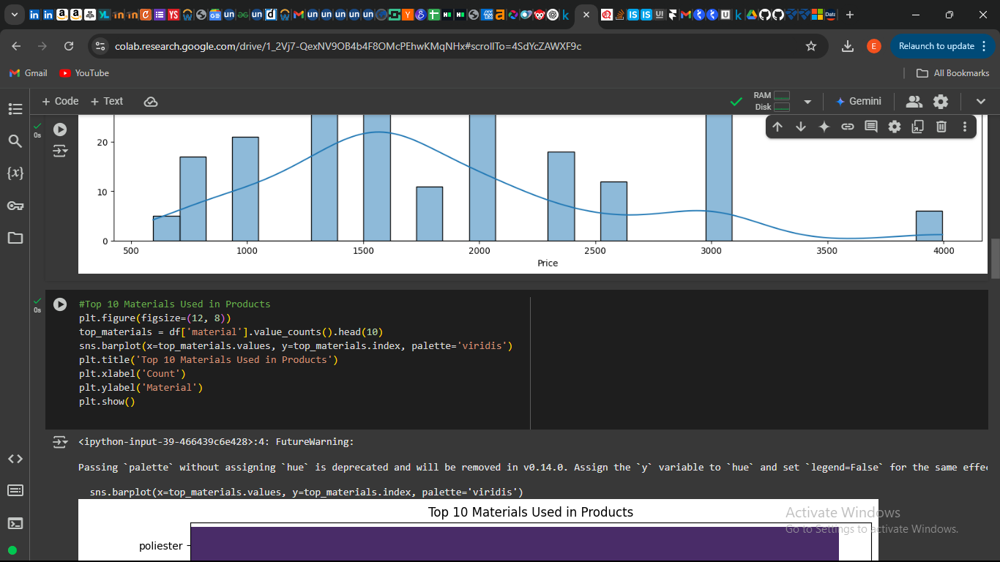 colab.research.google.com/drive/1_2Vj7-QexNV9OB4b4F8OMcPEhwKMqNHx#scrollTo=4SdYcZAWXF9c
E
Relaunch to update
Gmail
YouTube
All Bookmarks
+ Code + Text
RAM
Disk
Gemini
0s
20
10
0
500 1000 1500 2000 2500 3000 3500 4000
Price
0s
#Top 10 Materials Used in Products
plt.figure(figsize=(12, 8))
top_materials = df['material'].value_counts().head(10)
sns.barplot(x=top_materials.values, y=top_materials.index, palette='viridis')
plt.title('Top 10 Materials Used in Products')
plt.xlabel('Count')
plt.ylabel('Material')
plt.show()
<ipython-input-39-466439c6e428>:4: FutureWarning:
Passing `palette` without assigning `hue` is deprecated and will be removed in v0.14.0. Assign the `y` variable to `hue` and set `legend=False` for the same effe
sns.barplot(x=top_materials.values, y=top_materials.index, palette='viridis')
Top 10 Materials Used in Products
poliester
Activate Windows
Go to Settings to activate Windows.